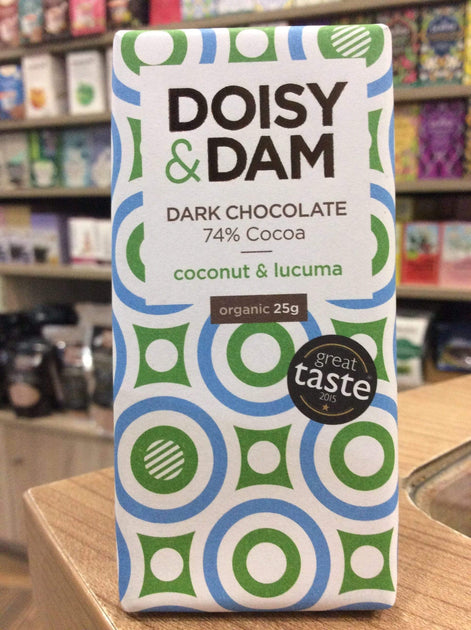 DOISY
& DAM
DARK CHOCOLATE
74% Cocoa
coconut & lucuma
organic 25g
great
taste
2015